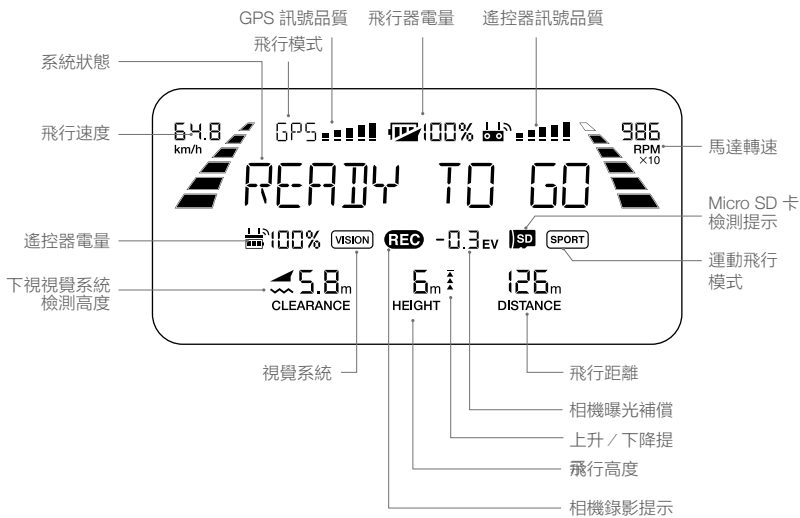 GPS 訊號品質
飛行器電量
遙控器訊號品質
飛行模式
系統狀態
飛行速度
64.8
km/h
GPS
100%
986
RPM
×10
馬達轉速
READY TO GO
Micro SD 卡
檢測提示
遙控器電量
100%
VISION
REC
-0.3 EV
SD
SPORT
運動飛行
模式
下視視覺系統
檢測高度
5.8m
CLEARANCE
6m
HEIGHT
126m
DISTANCE
視覺系統
飛行距離
相機曝光補償
上升 / 下降提
示
飛行高度
相機錄影提示